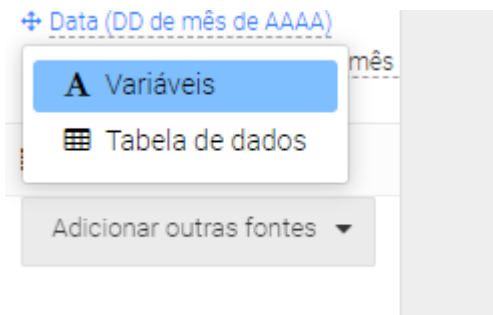 Data (DD de mês de AAAA)
mês
A Variáveis
Tabela de dados
Adicionar outras fontes